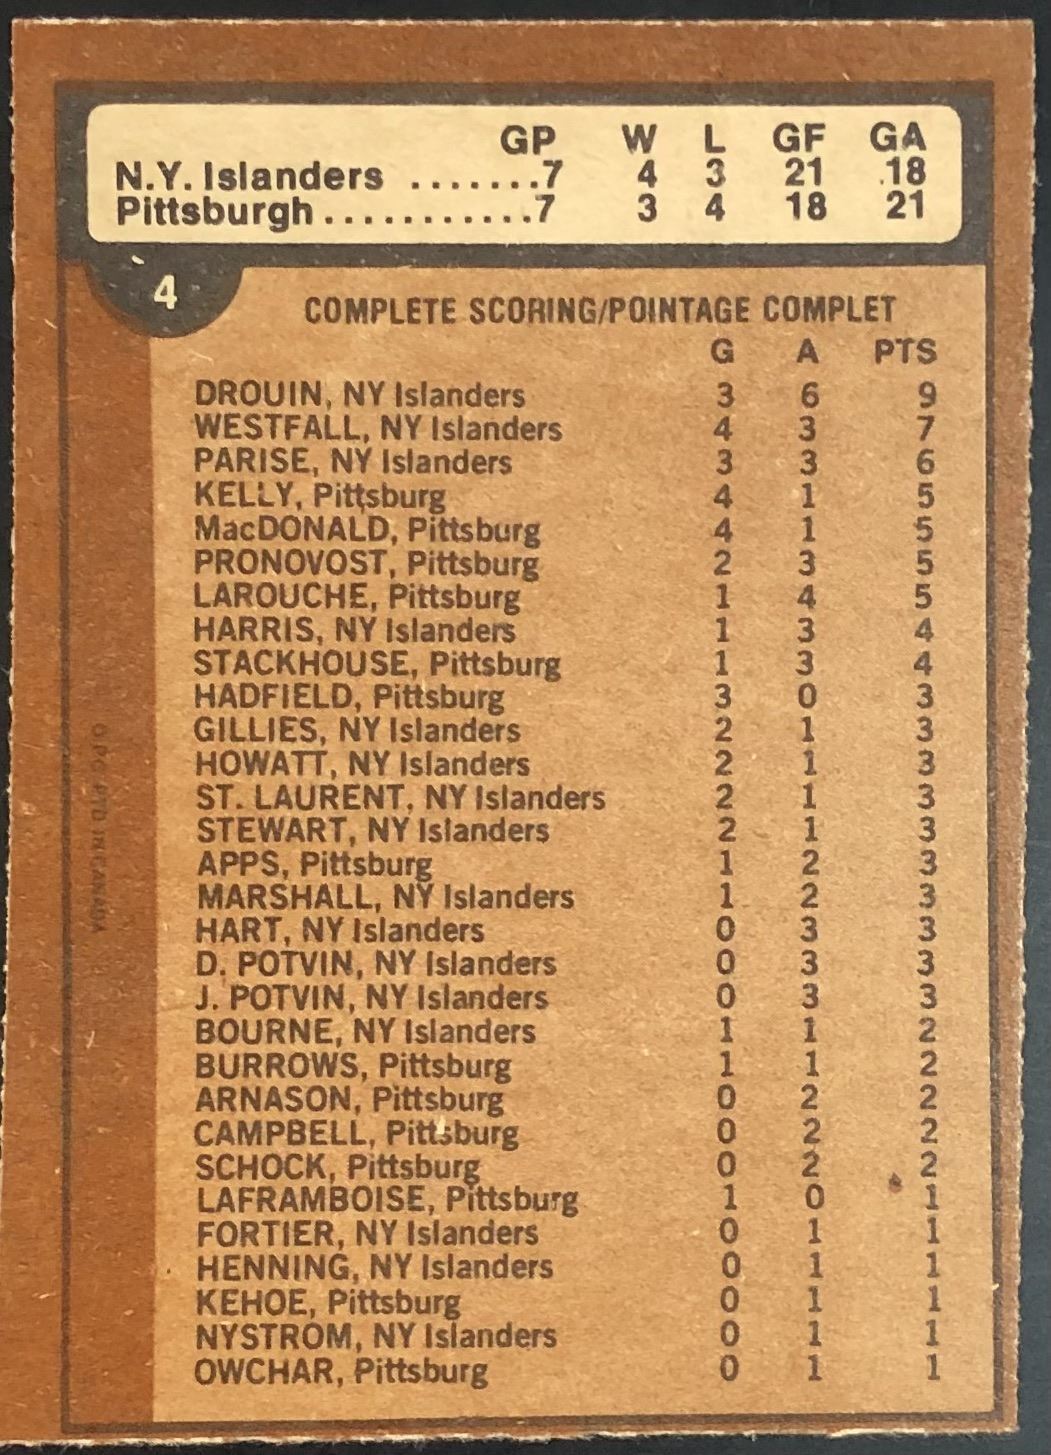 GP W L GF GA
N.Y. Islanders .......7 4 3 21 18
Pittsburgh...........7 3 4 18 21
4
COMPLETE SCORING/POINTAGE COMPLET
G A PTS
DROUIN, NY Islanders 3 6 9
WESTFALL, NY Islanders 4 3 7
PARISE, NY Islanders 3 3 6
KELLY, Pittsburg 4 1 5
MacDONALD, Pittsburg 4 1 5
PRONOVOST, Pittsburg 2 3 5
LAROUCHE, Pittsburg 1 4 5
HARRIS, NY Islanders 1 3 4
STACKHOUSE, Pittsburg 1 3 4
HADFIELD, Pittsburg 3 0 3
GILLIES, NY Islanders 2 1 3
HOWATT, NY Islanders 2 1 3
ST. LAURENT, NY Islanders 2 1 3
STEWART, NY Islanders 2 1 3
APPS, Pittsburg 1 2 3
MARSHALL, NY Islanders 1 2 3
HART, NY Islanders 0 3 3
D. POTVIN, NY Islanders 0 3 3
J. POTVIN, NY Islanders 0 3 3
BOURNE, NY Islanders 1 1 2
BURROWS, Pittsburg 1 1 2
ARNASON, Pittsburg 0 2 2
CAMPBELL, Pittsburg 0 2 2
SCHOCK, Pittsburg 0 2 2
LAFRAMBOISE, Pittsburg 1 0 1
FORTIER, NY Islanders 0 1 1
HENNING, NY Islanders 0 1 1
KEHOE, Pittsburg 0 1 1
NYSTROM, NY Islanders 0 1 1
OWCHAR, Pittsburg 0 1 1
PTD IN CANADA